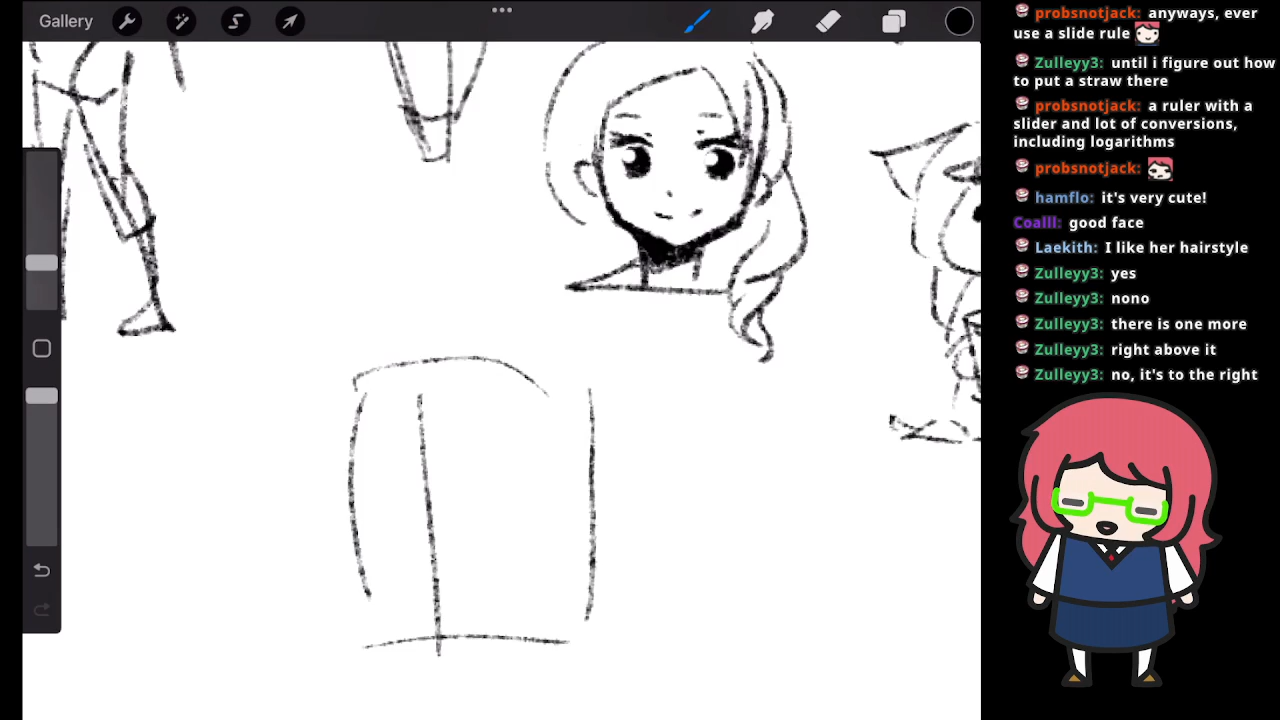 Gallery
probsnotjack: anyways, ever
use a slide rule
Zulleyy3: until i figure out how
to put a straw there
probsnotjack: a ruler with a
slider and lot of conversions,
including logarithms
probsnotjack:
hamflo: it's very cute!
Coalll: good face
Laekith: I like her hairstyle
Zulleyy3: yes
Zulleyy3: nono
Zulleyy3: there is one more
Zulleyy3: right above it
Zulleyy3: no, it's to the right